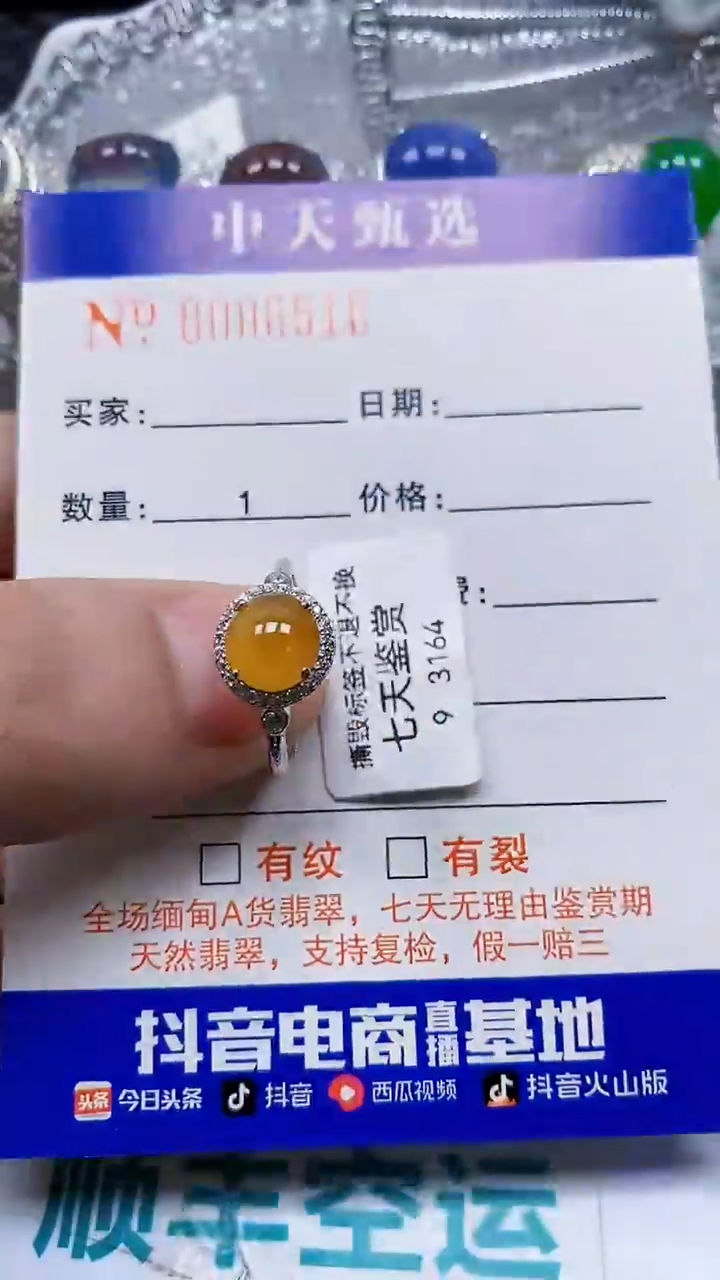 中天甄选
买家: 日期:
数量: 1 价格:
撕毁标签不退不换
七天鉴赏
9 3164
有纹 有裂
全场缅甸A货翡翠，七天无理由鉴赏期
天然翡翠，支持复检，假一赔三
抖音电商直播基地
头条 今日头条 抖音 西瓜视频 抖音火山版
顺丰空运